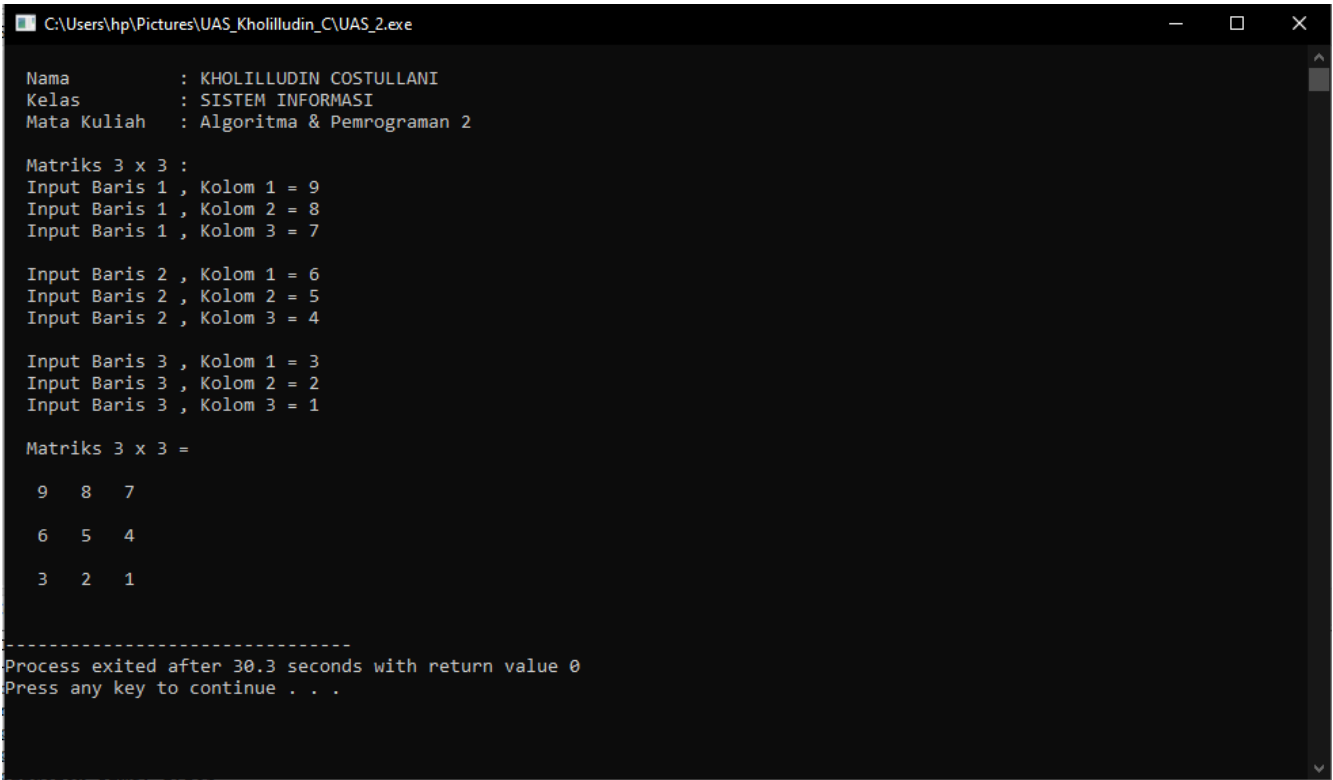 C:\Users\hp\Pictures\UAS_Kholilludin_C\UAS_2.exe
Nama : KHOLILLUDIN COSTULLANI
Kelas : SISTEM INFORMASI
Mata Kuliah : Algoritma & Pemrograman 2
Matriks 3 x 3 :
Input Baris 1 , Kolom 1 = 9
Input Baris 1 , Kolom 2 = 8
Input Baris 1 , Kolom 3 = 7
Input Baris 2 , Kolom 1 = 6
Input Baris 2 , Kolom 2 = 5
Input Baris 2 , Kolom 3 = 4
Input Baris 3 , Kolom 1 = 3
Input Baris 3 , Kolom 2 = 2
Input Baris 3 , Kolom 3 = 1
Matriks 3 x 3 =
9 8 7
6 5 4
3 2 1
--------------------------------
Process exited after 30.3 seconds with return value 0
Press any key to continue . . .